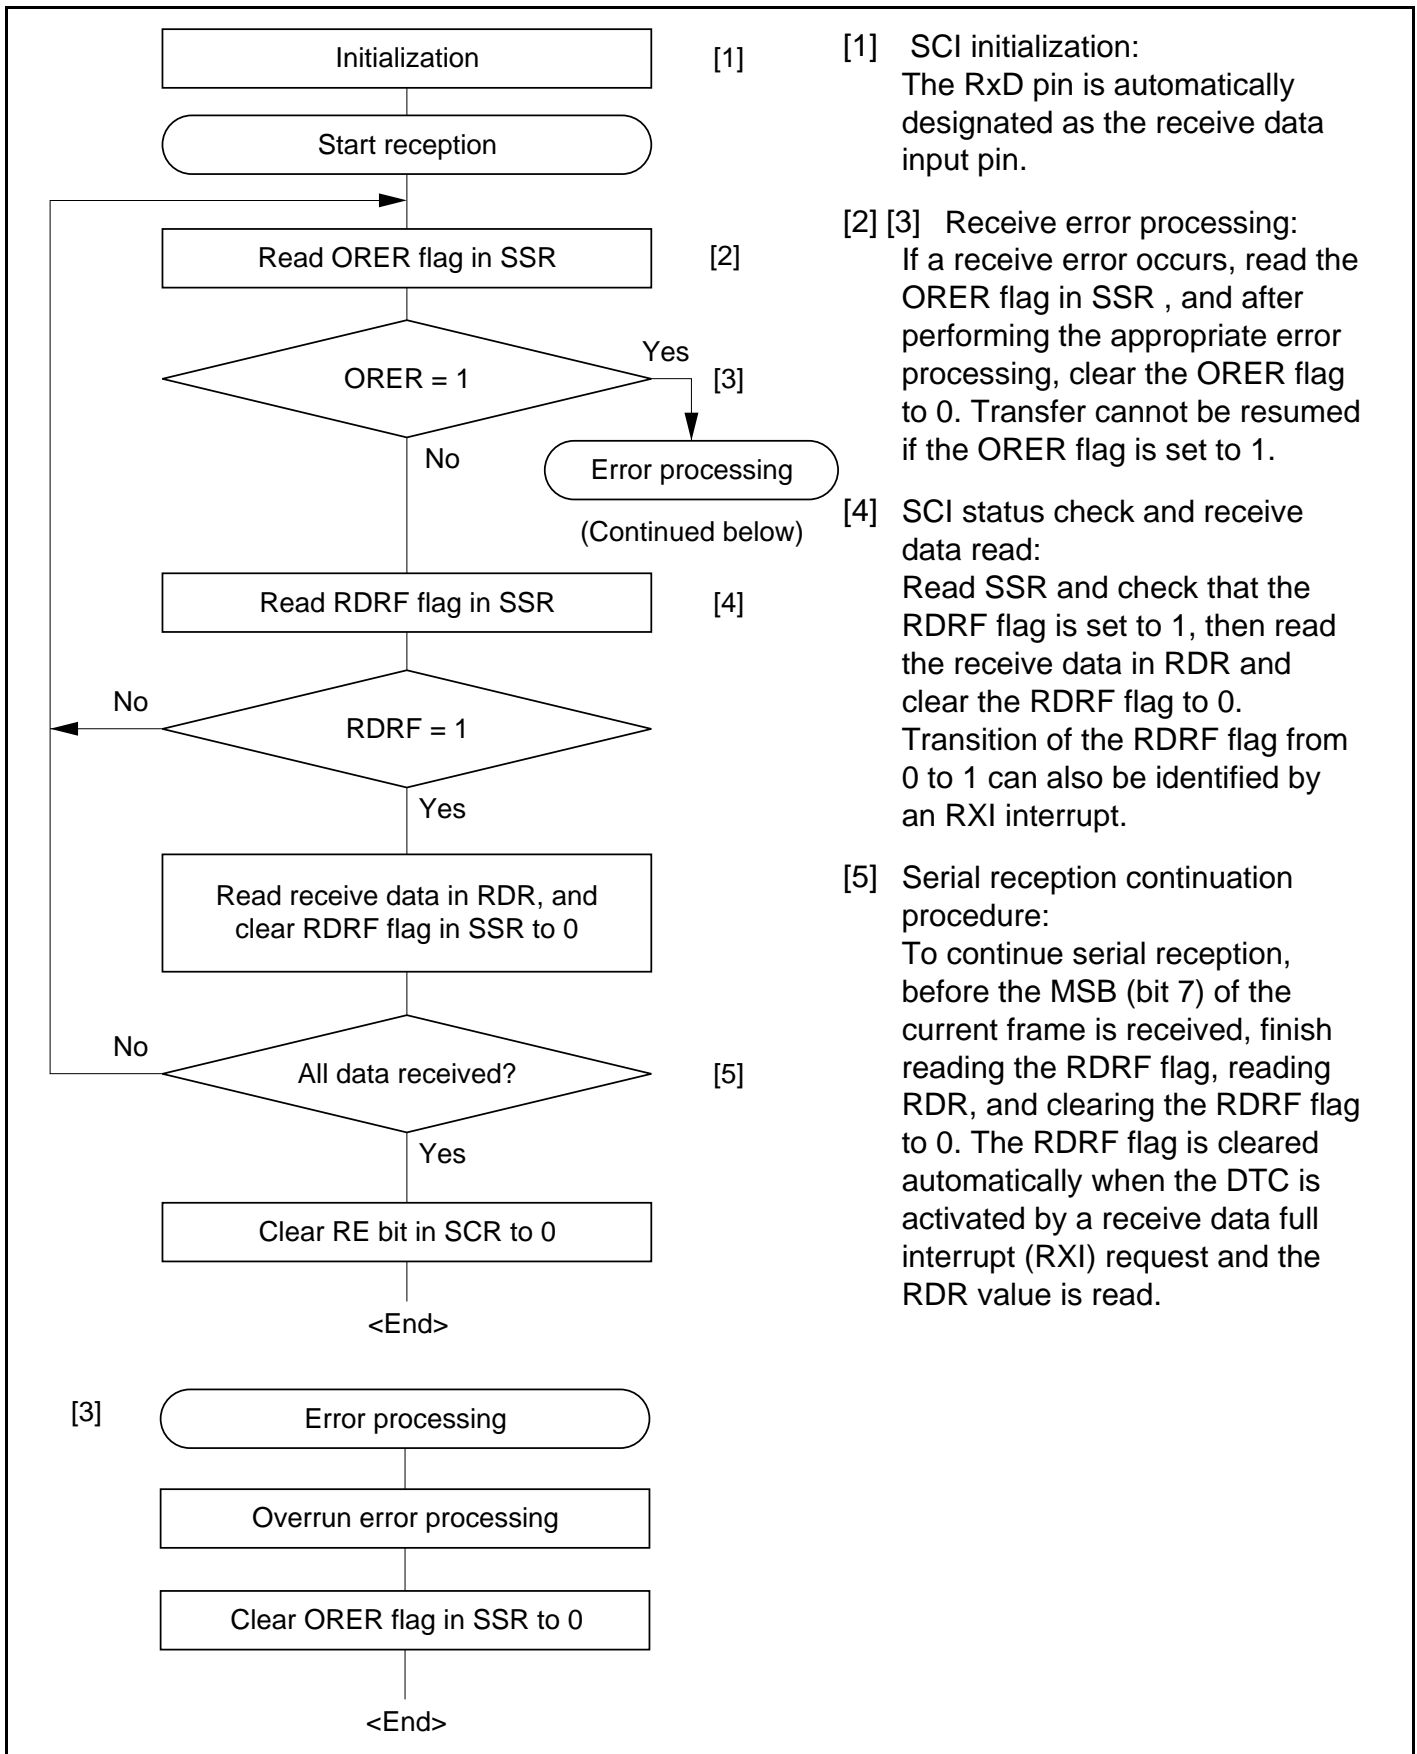 Initialization [1]
Start reception
Read ORER flag in SSR [2]
Yes
ORER = 1 [3]
No
Error processing
(Continued below)
Read RDRF flag in SSR [4]
No
RDRF = 1
Yes
Read receive data in RDR, and
clear RDRF flag in SSR to 0
No
All data received? [5]
Yes
Clear RE bit in SCR to 0
<End>
[3] Error processing
Overrun error processing
Clear ORER flag in SSR to 0
<End>
[1] SCI initialization:
The RxD pin is automatically
designated as the receive data
input pin.
[2] [3] Receive error processing:
If a receive error occurs, read the
ORER flag in SSR , and after
performing the appropriate error
processing, clear the ORER flag
to 0. Transfer cannot be resumed
if the ORER flag is set to 1.
[4] SCI status check and receive
data read:
Read SSR and check that the
RDRF flag is set to 1, then read
the receive data in RDR and
clear the RDRF flag to 0.
Transition of the RDRF flag from
0 to 1 can also be identified by
an RXI interrupt.
[5] Serial reception continuation
procedure:
To continue serial reception,
before the MSB (bit 7) of the
current frame is received, finish
reading the RDRF flag, reading
RDR, and clearing the RDRF flag
to 0. The RDRF flag is cleared
automatically when the DTC is
activated by a receive data full
interrupt (RXI) request and the
RDR value is read.